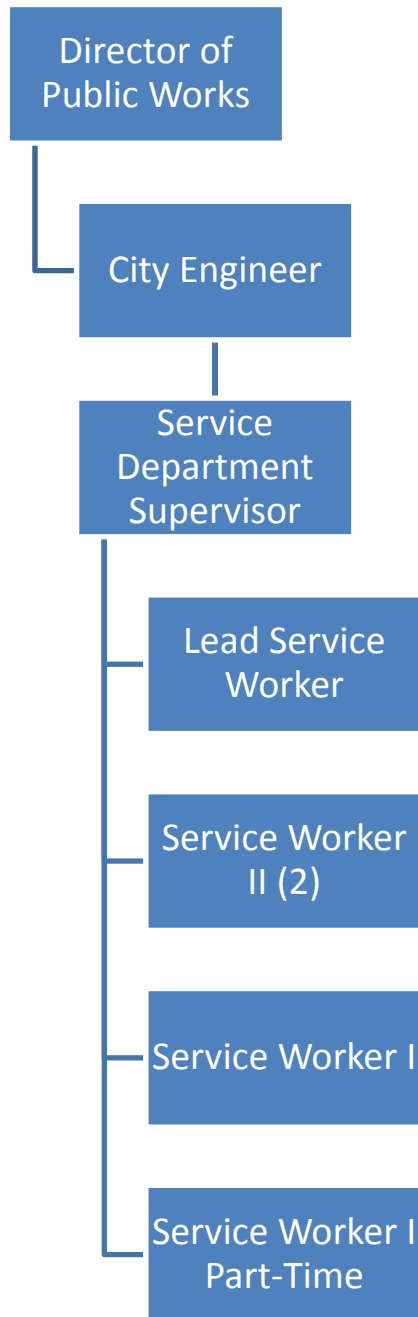 Director of
Public Works
City Engineer
Service
Department
Supervisor
Lead Service
Worker
Service Worker
II (2)
Service Worker I
Service Worker I
Part-Time